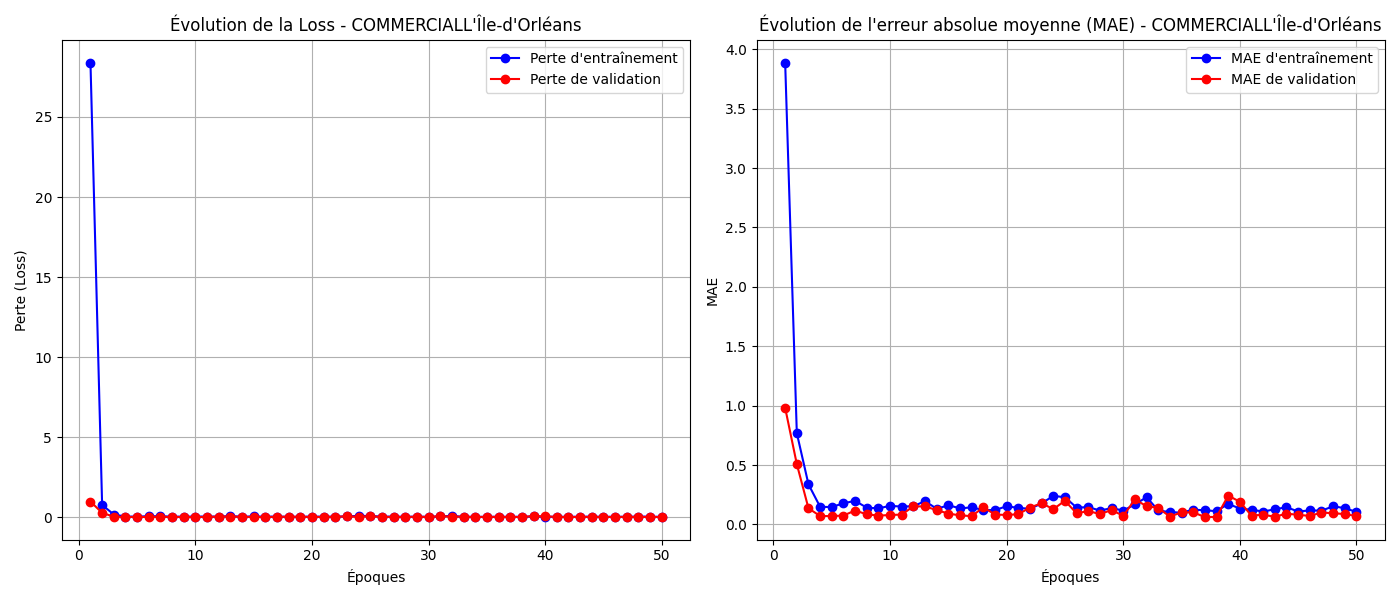 Évolution de la Loss - COMMERCIALL'Île-d'Orléans
Perte d'entraînement
Perte de validation
25
20
15
10
5
0
Perte (Loss)
0 10 20 30 40 50
Époques
Évolution de l'erreur absolue moyenne (MAE) - COMMERCIALL'Île-d'Orléans
MAE d'entraînement
MAE de validation
4.0
3.5
3.0
2.5
2.0
1.5
1.0
0.5
0.0
MAE
0 10 20 30 40 50
Époques